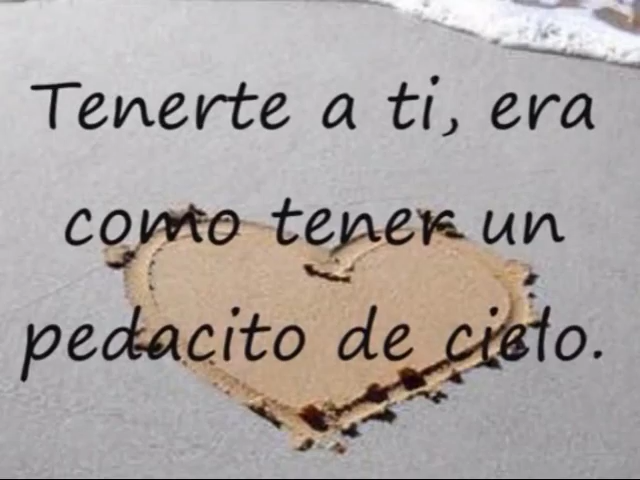 Tenerte a ti, era
como tener un
pedacito de cielo.